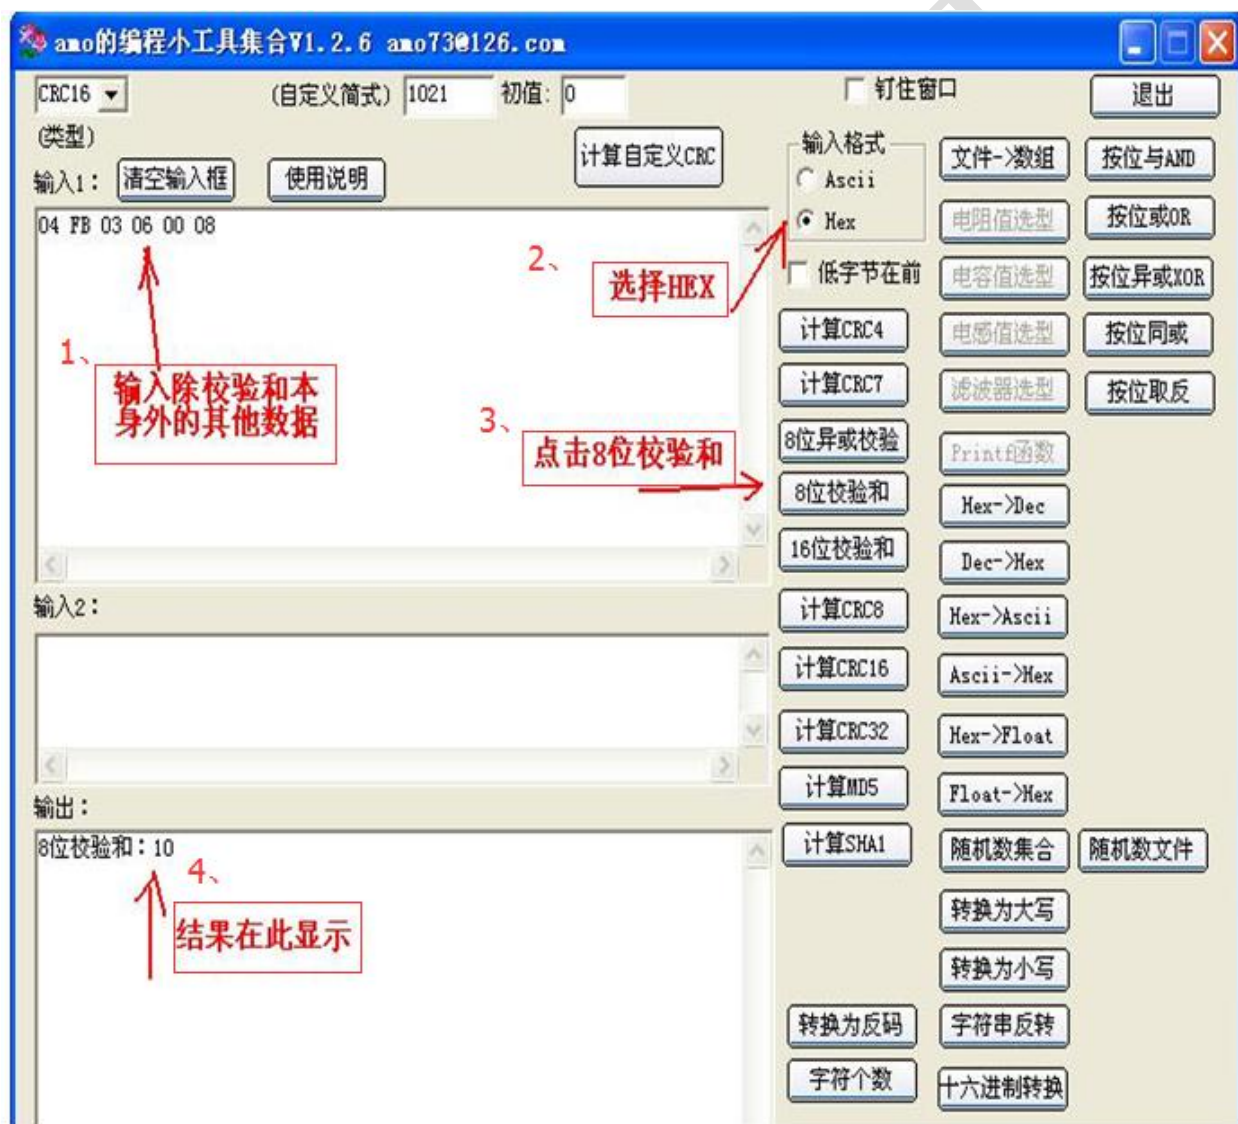 amo的编程小工具集合V1.2.6 amo73@126.com
CRC16 (自定义简式) 1021 初值: 0 钉住窗口 退出
(类型)
计算自定义CRC
输入1: 清空输入框 使用说明
04 FB 03 06 00 08
输入格式
Ascii
Hex
低字节在前
文件->数组 按位与AND
电阻值选型 按位或OR
电容值选型 按位异或XOR
电感值选型 按位同或
滤波器选型 按位取反
2、
选择HEX
1、
输入除校验和本
身外的其他数据
3、
点击8位校验和
计算CRC4
计算CRC7
8位异或校验 Printf函数
8位校验和 Hex->Dec
16位校验和 Dec->Hex
输入2:
计算CRC8 Hex->Ascii
计算CRC16 Ascii->Hex
计算CRC32 Hex->Float
计算MD5 Float->Hex
输出:
8位校验和:10
4、
结果在此显示
计算SHA1 随机数集合 随机数文件
转换为大写
转换为小写
转换为反码 字符串反转
字符个数 十六进制转换